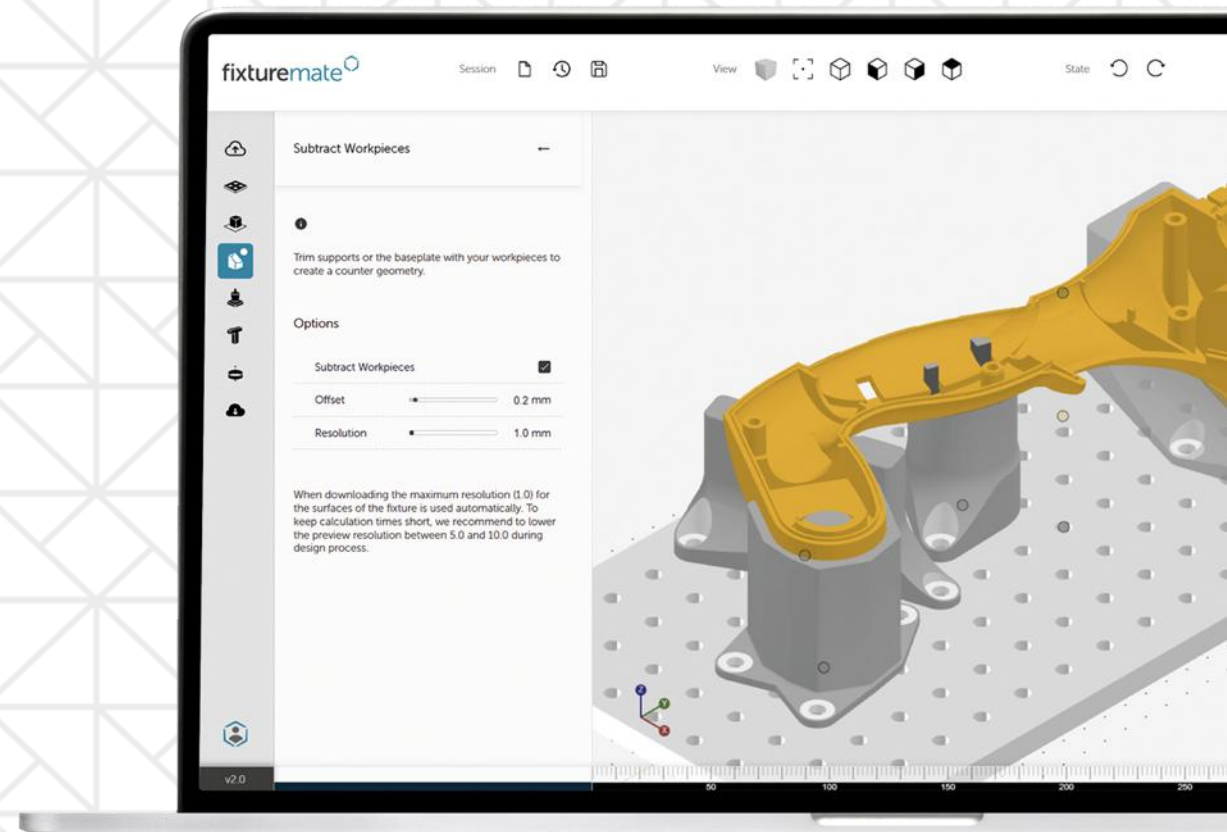 fixturemate
Session
View
State
Subtract Workpieces
Trim supports or the baseplate with your workpieces to
create a counter geometry.
Options
Subtract Workpieces
Offset 0.2 mm
Resolution 1.0 mm
When downloading the maximum resolution (1.0) for
the surfaces of the fixture is used automatically. To
keep calculation times short, we recommend to lower
the preview resolution between 5.0 and 10.0 during
design process.
Z
Y
X
v2.0
50 100 150 200 250